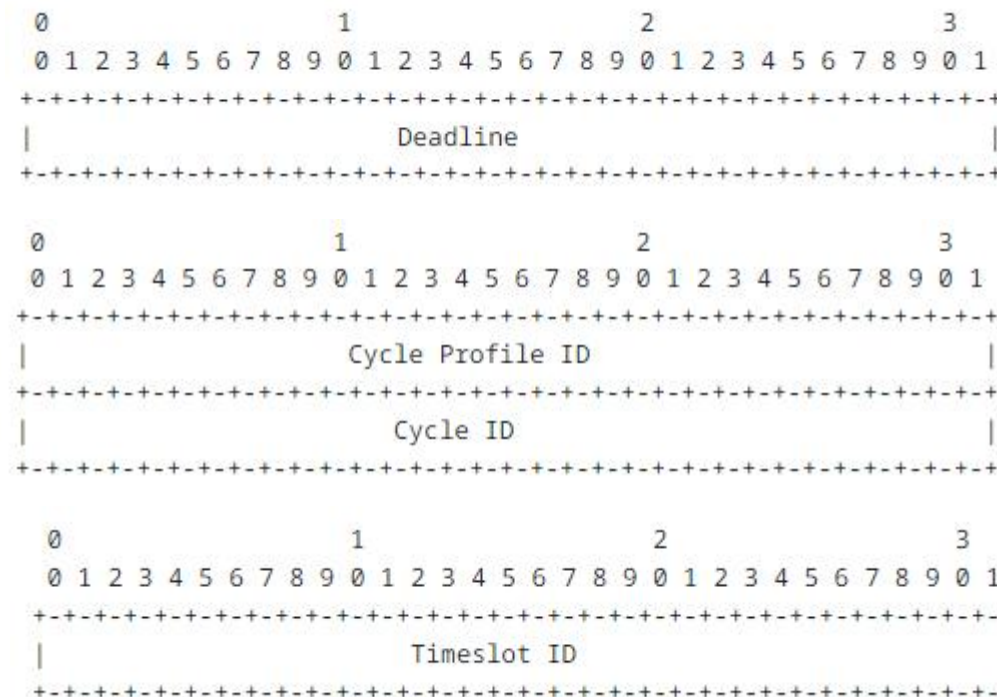 0                   1                   2                   3
0 1 2 3 4 5 6 7 8 9 0 1 2 3 4 5 6 7 8 9 0 1 2 3 4 5 6 7 8 9 0 1
+-+-+-+-+-+-+-+-+-+-+-+-+-+-+-+-+-+-+-+-+-+-+-+-+-+-+-+-+-+-+-+-+
| Deadline |
+-+-+-+-+-+-+-+-+-+-+-+-+-+-+-+-+-+-+-+-+-+-+-+-+-+-+-+-+-+-+-+-+
0                   1                   2                   3
0 1 2 3 4 5 6 7 8 9 0 1 2 3 4 5 6 7 8 9 0 1 2 3 4 5 6 7 8 9 0 1
+-+-+-+-+-+-+-+-+-+-+-+-+-+-+-+-+-+-+-+-+-+-+-+-+-+-+-+-+-+-+-+-+
| Cycle Profile ID |
+-+-+-+-+-+-+-+-+-+-+-+-+-+-+-+-+-+-+-+-+-+-+-+-+-+-+-+-+-+-+-+-+
| Cycle ID |
+-+-+-+-+-+-+-+-+-+-+-+-+-+-+-+-+-+-+-+-+-+-+-+-+-+-+-+-+-+-+-+-+
0                   1                   2                   3
0 1 2 3 4 5 6 7 8 9 0 1 2 3 4 5 6 7 8 9 0 1 2 3 4 5 6 7 8 9 0 1
+-+-+-+-+-+-+-+-+-+-+-+-+-+-+-+-+-+-+-+-+-+-+-+-+-+-+-+-+-+-+-+-
| Timeslot ID
+-+-+-+-+-+-+-+-+-+-+-+-+-+-+-+-+-+-+-+-+-+-+-+-+-+-+-+-+-+-+-+-